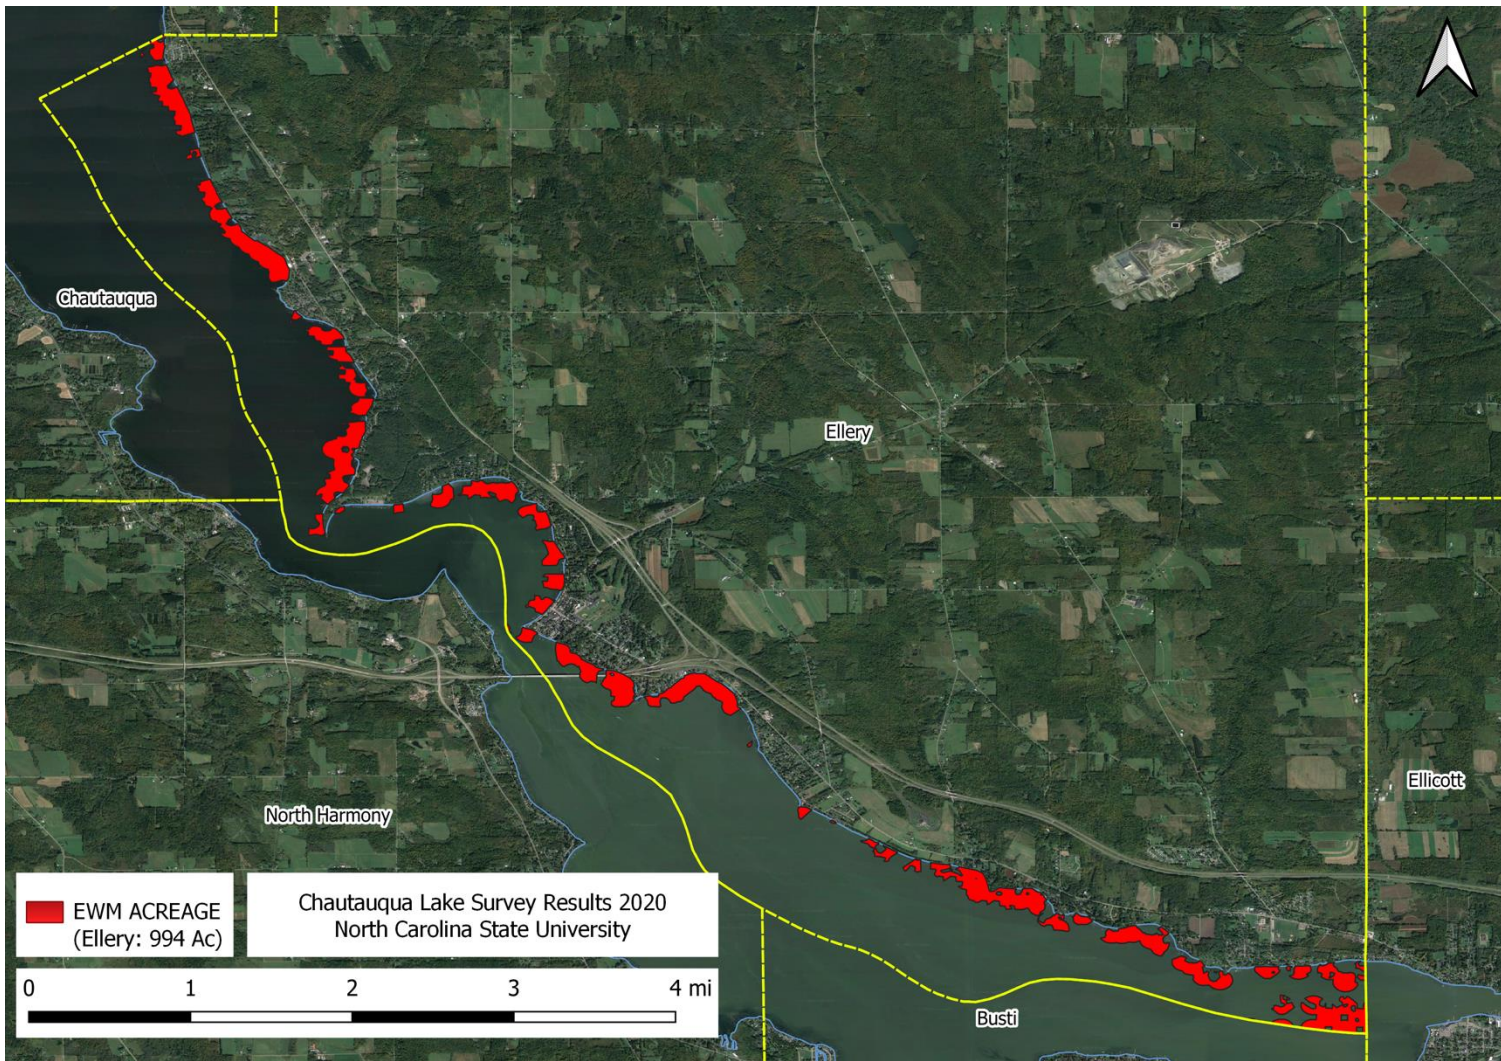 Chautauqua
Ellery
Ellicott
North Harmony
Busti
EWM ACREAGE
(Ellery: 994 Ac)
Chautauqua Lake Survey Results 2020
North Carolina State University
0 1 2 3 4 mi